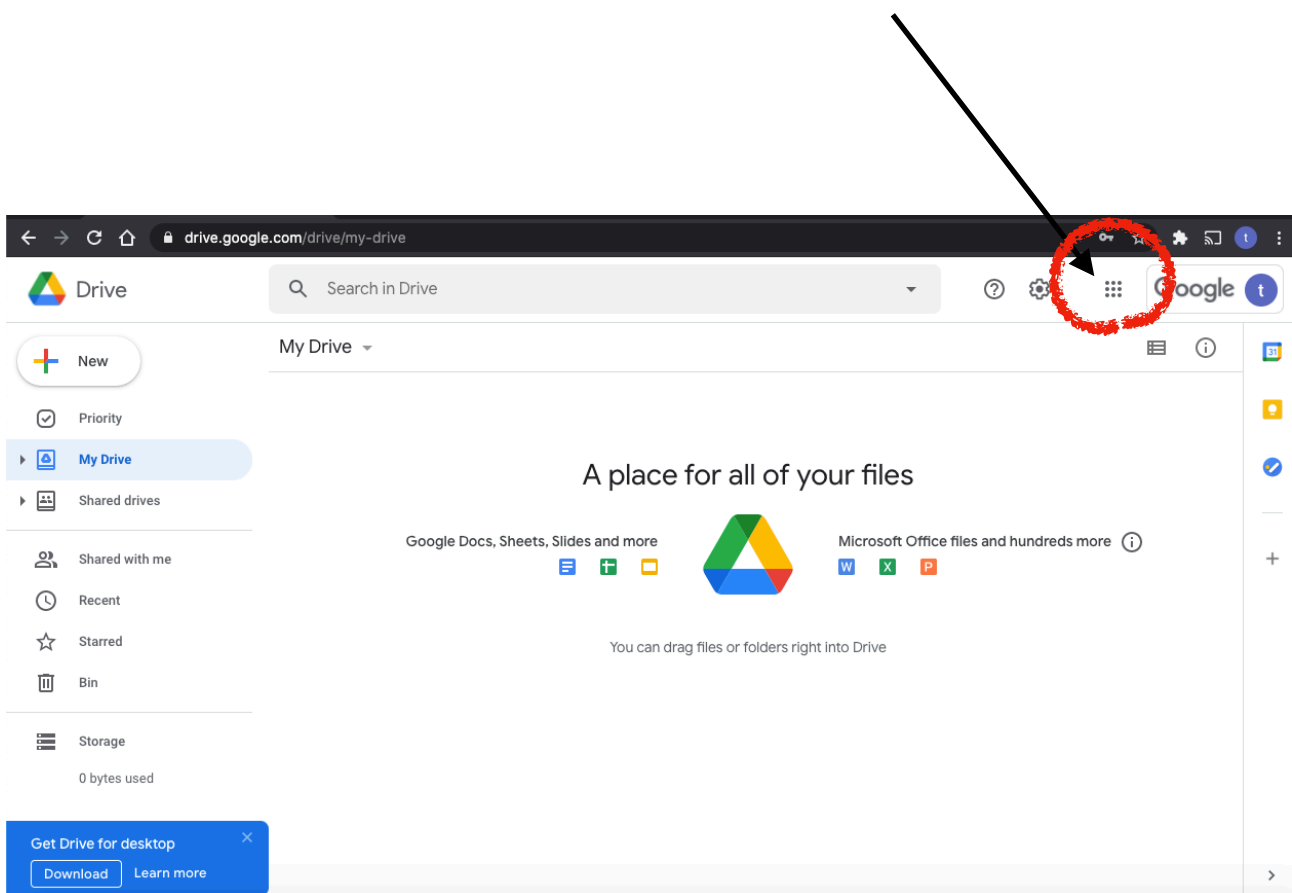 drive.google.com/drive/my-drive
t
Drive
Search in Drive
Google
t
New
My Drive
31
Priority
My Drive
Shared drives
A place for all of your files
Google Docs, Sheets, Slides and more
Microsoft Office files and hundreds more
W X P
Shared with me
Recent
Starred
Bin
You can drag files or folders right into Drive
Storage
0 bytes used
Get Drive for desktop
Download Learn more